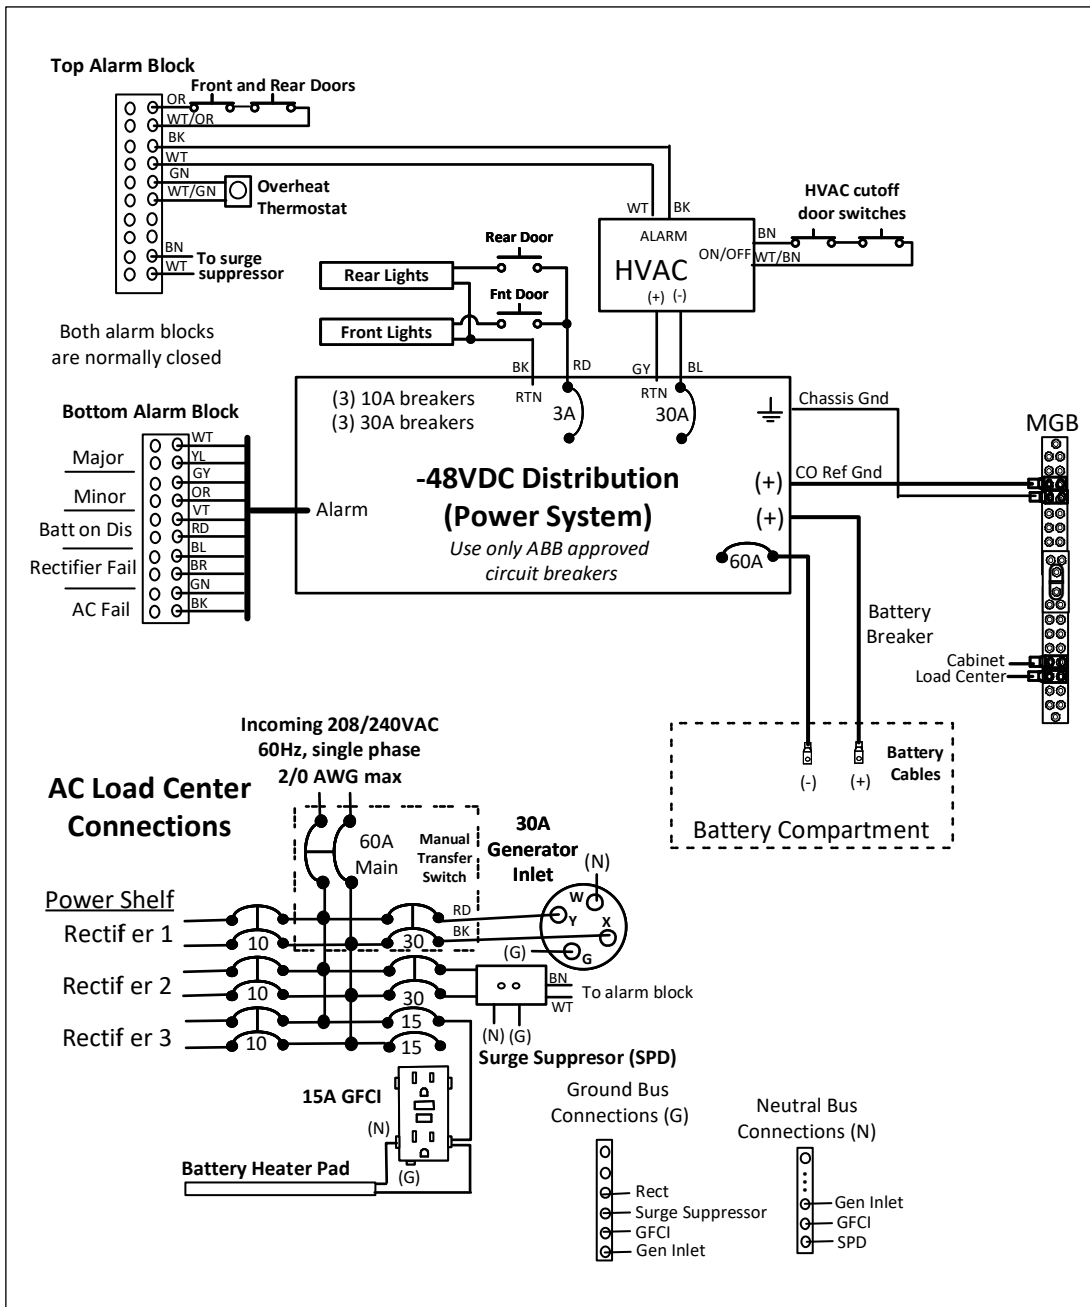 Top Alarm Block
Front and Rear Doors
OR
WT/OR
BK
WT
GN
WT/GN
Overheat
Thermostat
BN
WT
To surge
suppressor
Both alarm blocks
are normally closed
WT
BK
ALARM
HVAC
ON/OFF
(+)
(-)
BN
WT/BN
HVAC cutoff
door switches
Rear Door
Rear Lights
Fnt Door
Front Lights
BK
RD
GY
BL
RTN
3A
RTN
30A
(3) 10A breakers
(3) 30A breakers
-48VDC Distribution
(Power System)
Use only ABB approved
circuit breakers
Alarm
(+)
(+)
60A
Chassis Gnd
CO Ref Gnd
MGB
Battery
Breaker
Cabinet
Load Center
Bottom Alarm Block
Major
Minor
Batt on Dis
Rectifier Fail
AC Fail
WT
YL
GY
OR
VT
RD
BL
BR
GN
BK
(-)
(+)
Battery
Cables
Battery Compartment
Incoming 208/240VAC
60Hz, single phase
2/0 AWG max
AC Load Center
Connections
60A
Main
Manual
Transfer
Switch
30A
Generator
Inlet
(N)
W
Y
X
G
(G)
Power Shelf
Rectif er 1
10
30
RD
BK
Rectif er 2
10
30
BN
WT
To alarm block
(N)
(G)
Rectif er 3
10
15
15
Surge Suppresor (SPD)
15A GFCI
(N)
(G)
Battery Heater Pad
Ground Bus
Connections (G)
Rect
Surge Suppressor
GFCI
Gen Inlet
Neutral Bus
Connections (N)
Gen Inlet
GFCI
SPD